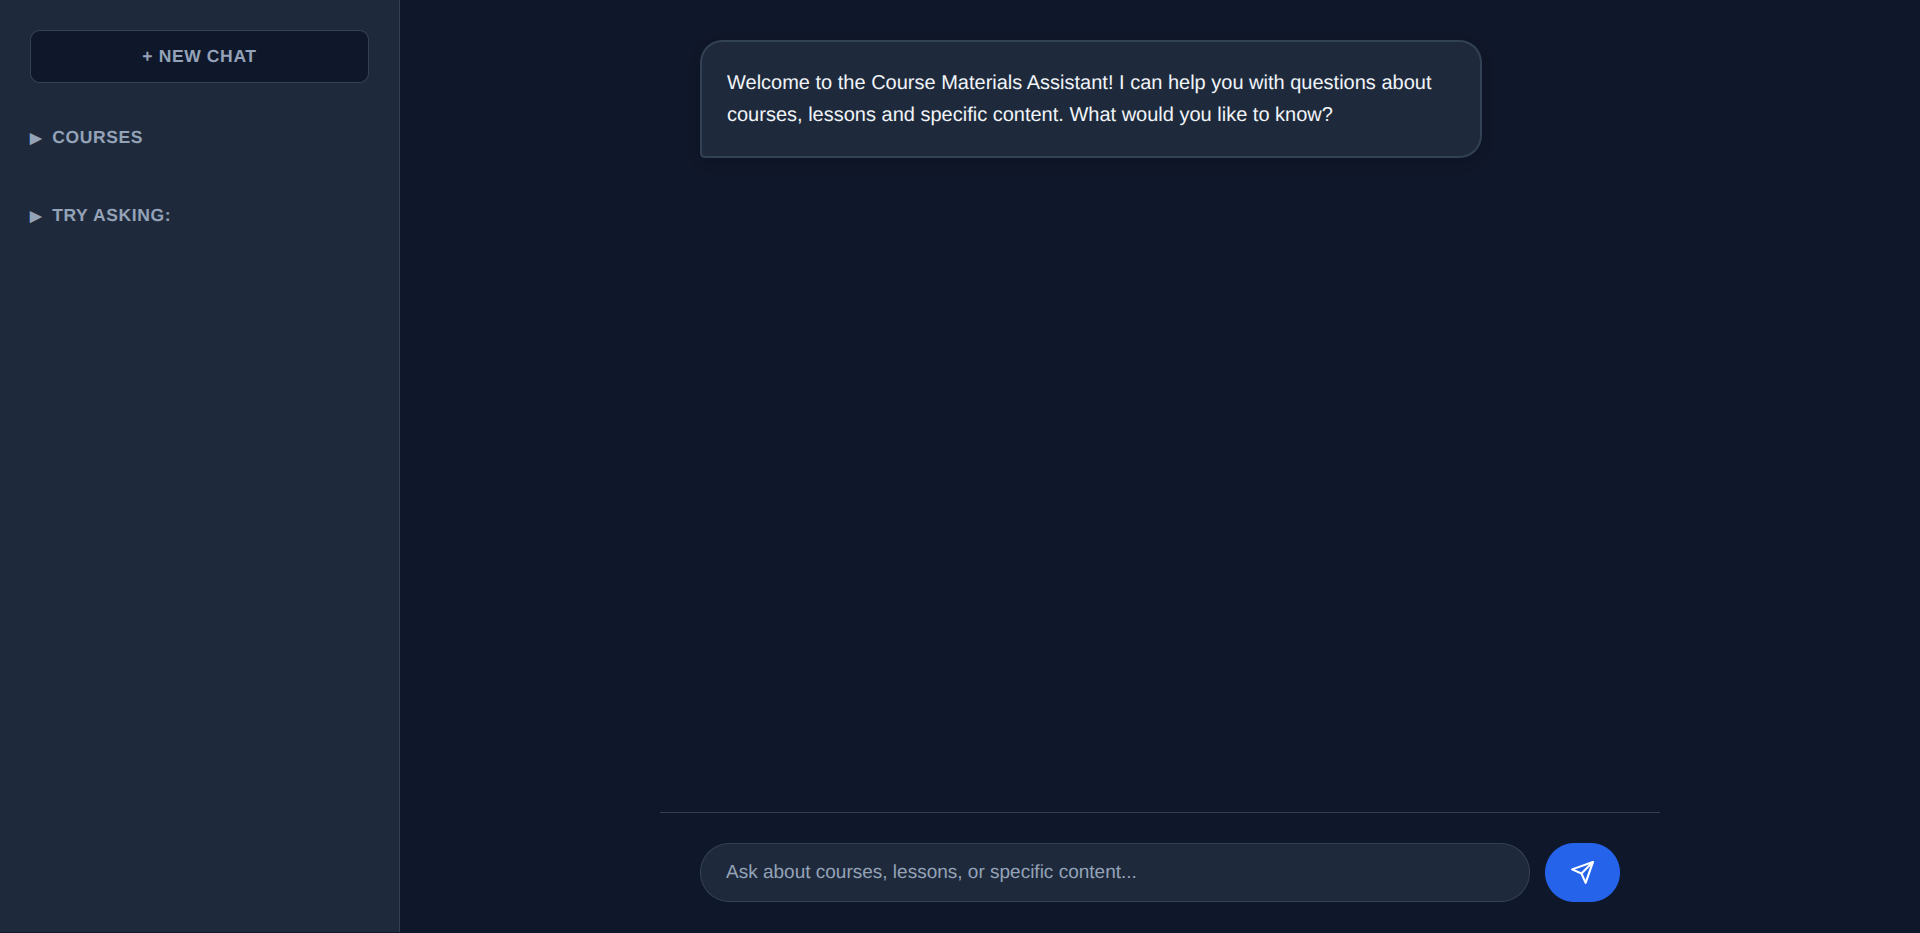 + NEW CHAT
▶ COURSES
▶ TRY ASKING:
Welcome to the Course Materials Assistant! I can help you with questions about
courses, lessons and specific content. What would you like to know?
Ask about courses, lessons, or specific content...